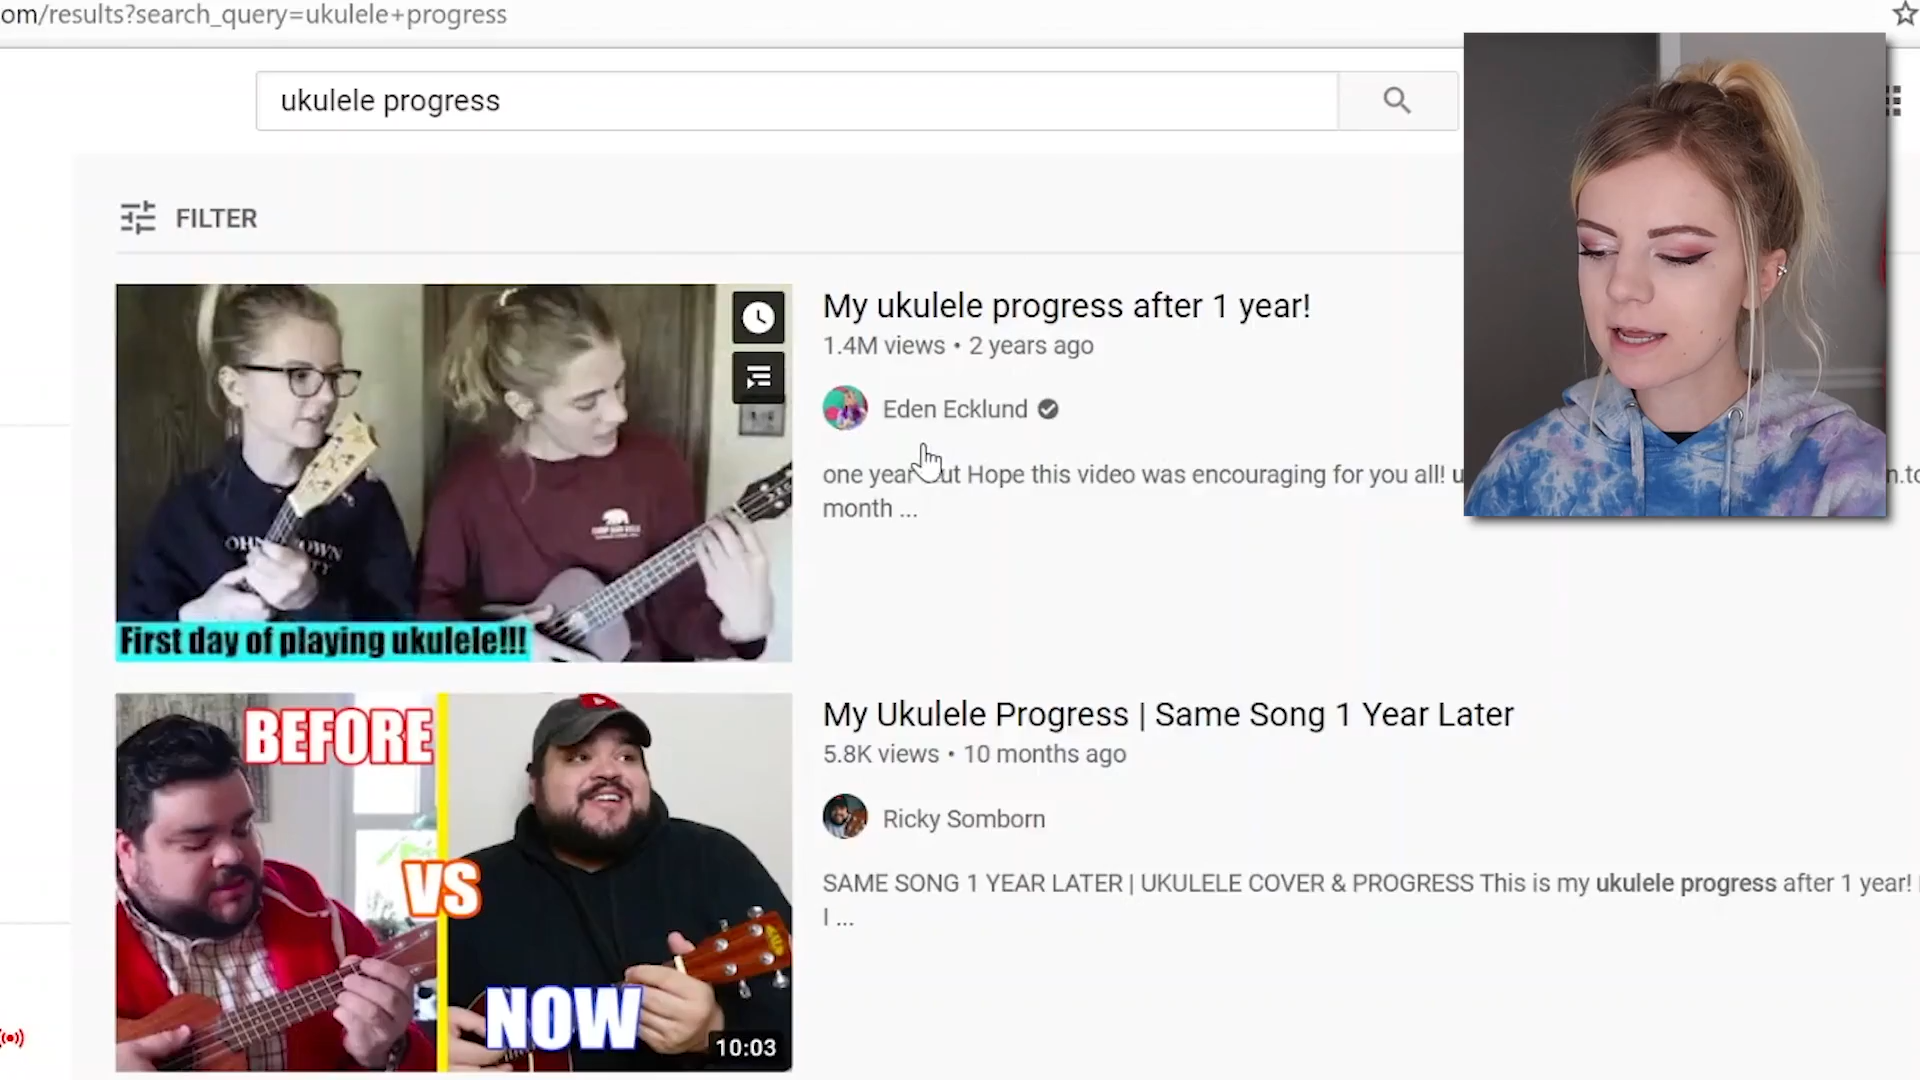 om/results?search_query=ukulele+progress
ukulele progress
FILTER
My ukulele progress after 1 year!
1.4M views • 2 years ago
Eden Ecklund
one year ut Hope this video was encouraging for you all! u
n.to
month ...
First day of playing ukulele!!!
My Ukulele Progress | Same Song 1 Year Later
5.8K views • 10 months ago
Ricky Somborn
SAME SONG 1 YEAR LATER | UKULELE COVER & PROGRESS This is my ukulele progress after 1 year!
I ...
BEFORE
VS
NOW
10:03